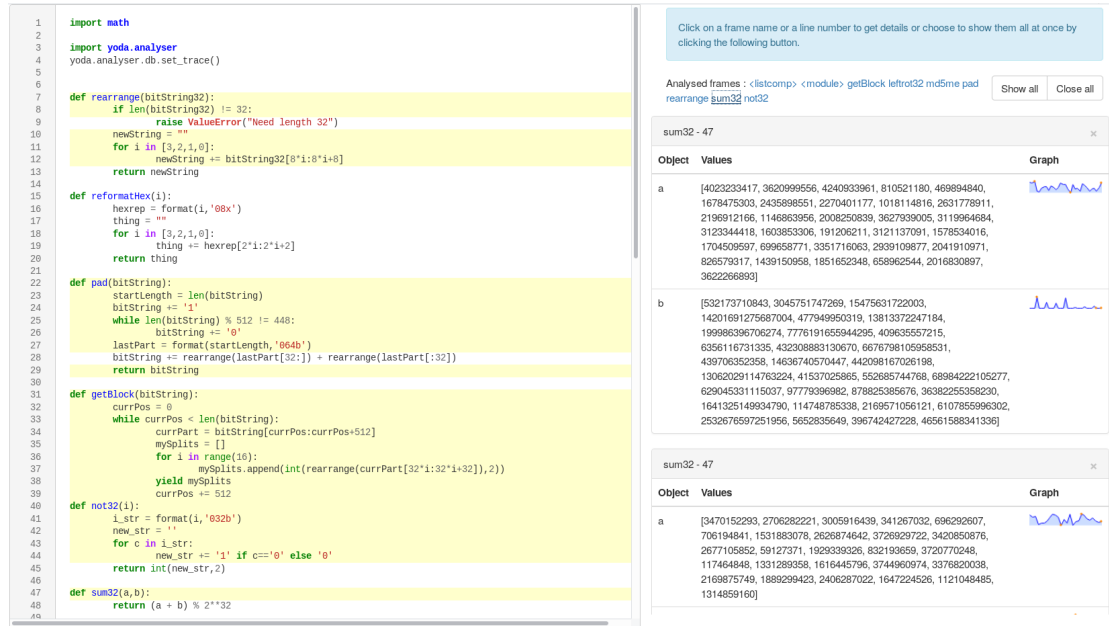 1 import math
2
3 import yoda.analyser
4 yoda.analyser.db.set_trace()
5
6
7 def rearrange(bitString32):
8 if len(bitString32) != 32:
9 raise ValueError("Need length 32")
10 newString = ""
11 for i in [3,2,1,0]:
12 newString += bitString32[8*i:8*i+8]
13 return newString
14
15 def reformatHex(i):
16 hexrep = format(i,'08x')
17 thing = ""
18 for i in [3,2,1,0]:
19 thing += hexrep[2*i:2*i+2]
20 return thing
21
22 def pad(bitString):
23 startLength = len(bitString)
24 bitString += '1'
25 while len(bitString) % 512 != 448:
26 bitString += '0'
27 lastPart = format(startLength,'064b')
28 bitString += rearrange(lastPart[32:]) + rearrange(lastPart[:32])
29 return bitString
30
31 def getBlock(bitString):
32 currPos = 0
33 while currPos < len(bitString):
34 currPart = bitString[currPos:currPos+512]
35 mySplits = []
36 for i in range(16):
37 mySplits.append(int(rearrange(currPart[32*i:32*i+32]),2))
38 yield mySplits
39 currPos += 512
40 def not32(i):
41 i_str = format(i,'032b')
42 new_str = ''
43 for c in i_str:
44 new_str += '1' if c=='0' else '0'
45 return int(new_str,2)
46
47 def sum32(a,b):
48 return (a + b) % 2**32
49
Click on a frame name or a line number to get details or choose to show them all at once by
clicking the following button.
Analysed frames : <listcomp> <module> getBlock leftrot32 md5me pad
rearrange sum32 not32
Show all Close all
sum32 - 47 ×
Object Values Graph
a [4023233417, 3620999556, 4240933961, 810521180, 469894840,
1678475303, 2435898551, 2270401177, 1018114816, 2631778911,
2196912166, 1146863956, 2008250839, 3627939005, 3119964684,
3123344418, 1603853306, 191206211, 3121137091, 1578534016,
1704509597, 699658771, 3351716063, 2939109877, 2041910971,
826579317, 1439150958, 1851652348, 658962544, 2016830897,
3622266893]
b [532173710843, 3045751747269, 15475631722003,
14201691275687004, 477949950319, 13813372247184,
199986396706274, 7776191655944295, 409635557215,
6356116731335, 432308883130670, 6676798105958531,
439706352358, 14636740570447, 442098167026198,
13062029114763224, 41537025865, 552685744768, 68984222105277,
629045331115037, 97779396982, 878825385676, 36382255358230,
1641325149934790, 114748785338, 2169571056121, 6107855996302,
2532676597251956, 5652835649, 396742427228, 46561588341336]
sum32 - 47 ×
Object Values Graph
a [3470152293, 2706282221, 3005916439, 341267032, 696292607,
706194841, 1531883078, 2626874642, 3726929722, 3420850876,
2677105852, 59127371, 1929339326, 832193659, 3720770248,
117464848, 1331289358, 1616445796, 3744960974, 3376820038,
2169875749, 1889299423, 2406287022, 1647224526, 1121048485,
1314859160]